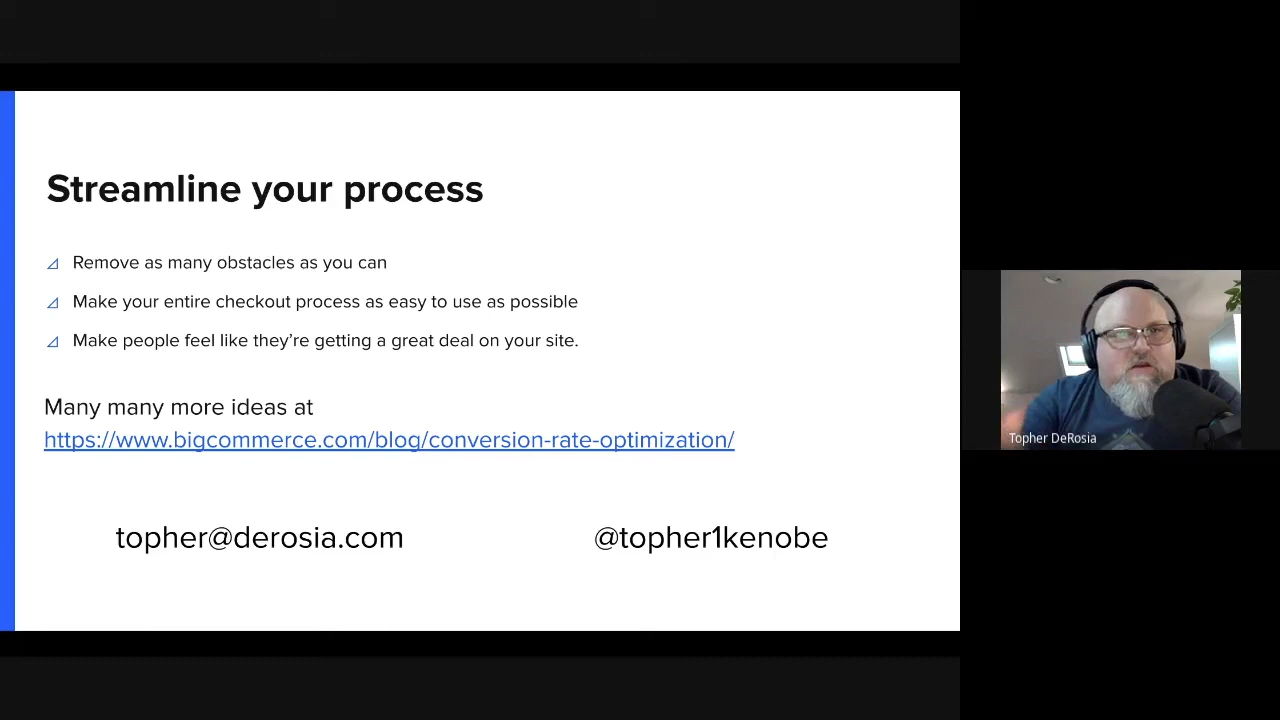 Streamline your process
Remove as many obstacles as you can
Make your entire checkout process as easy to use as possible
Make people feel like they’re getting a great deal on your site.
Many many more ideas at
https://www.bigcommerce.com/blog/conversion-rate-optimization/
topher@derosia.com
@topher1kenobe
Topher DeRosia